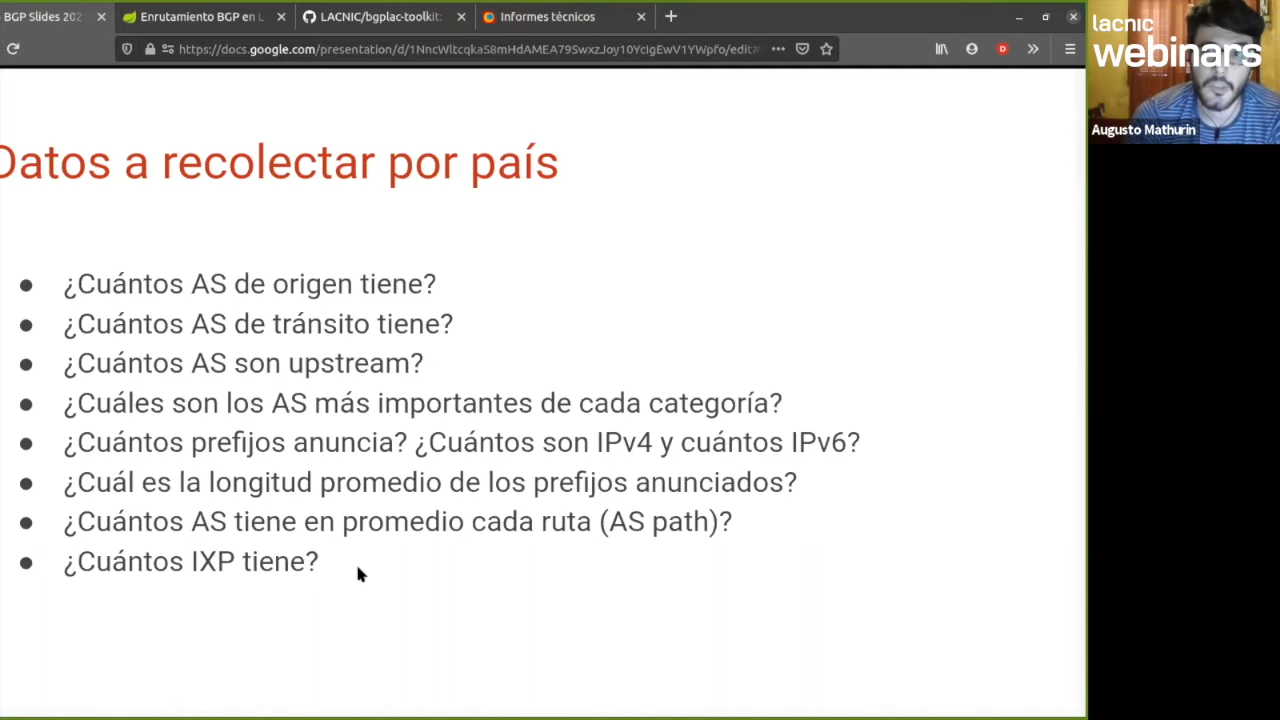 BGP Slides 202
Enrutamiento BGP en L
LACNIC/bgplac-toolkit:
Informes técnicos
https://docs.google.com/presentation/d/1NncWltcqkaS8mHdAMEA79SwxzJoy10YcIgEwV1YWpfo/edit#
lacnic
webinars
Augusto Mathurin
Datos a recolectar por país
● ¿Cuántos AS de origen tiene?
● ¿Cuántos AS de tránsito tiene?
● ¿Cuántos AS son upstream?
● ¿Cuáles son los AS más importantes de cada categoría?
● ¿Cuántos prefijos anuncia? ¿Cuántos son IPv4 y cuántos IPv6?
● ¿Cuál es la longitud promedio de los prefijos anunciados?
● ¿Cuántos AS tiene en promedio cada ruta (AS path)?
● ¿Cuántos IXP tiene?